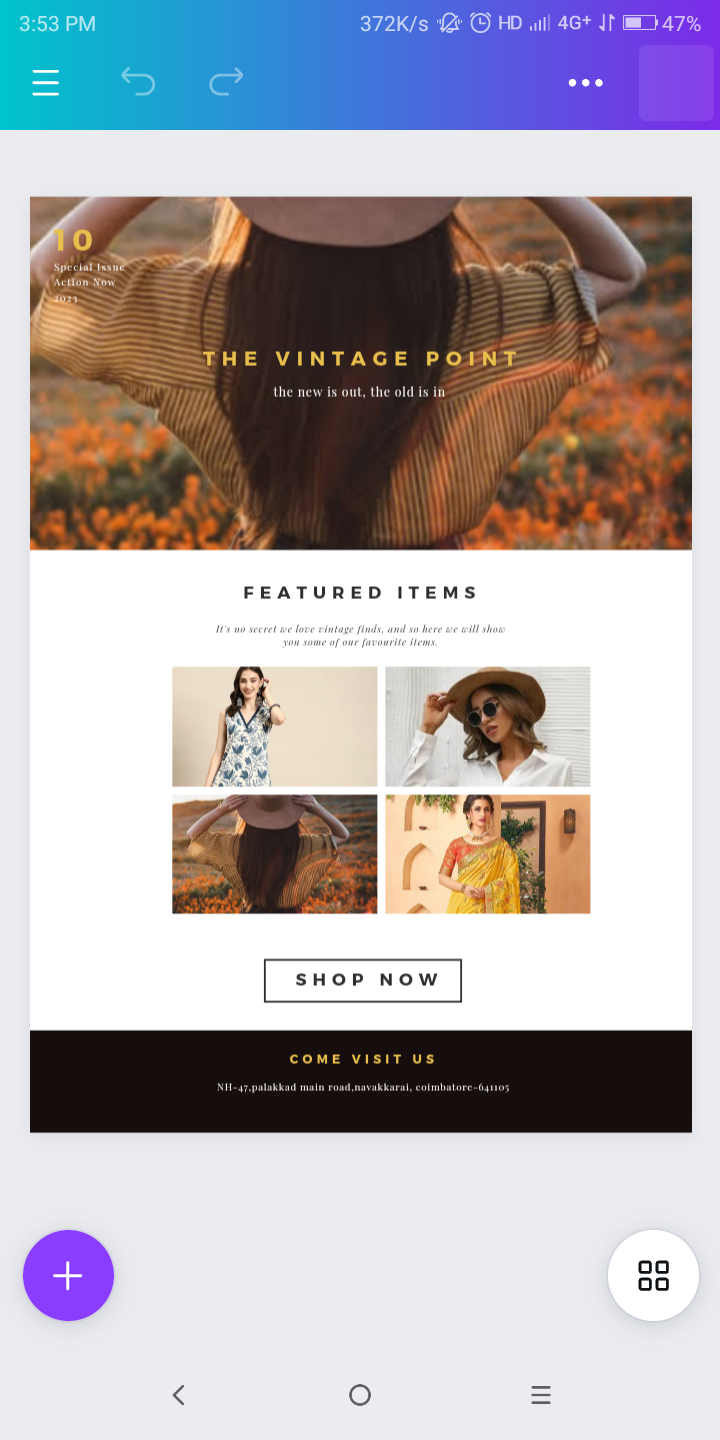 3:53 PM 372K/s HD 4G+ 47%
10
Special Issue
Action Now
2023
THE VINTAGE POINT
the new is out, the old is in
FEATURED ITEMS
It's no secret we love vintage finds, and so here we will show
you some of our favourite items.
SHOP NOW
COME VISIT US
NH-47,palakkad main road,navakkarai, coimbatore-641105